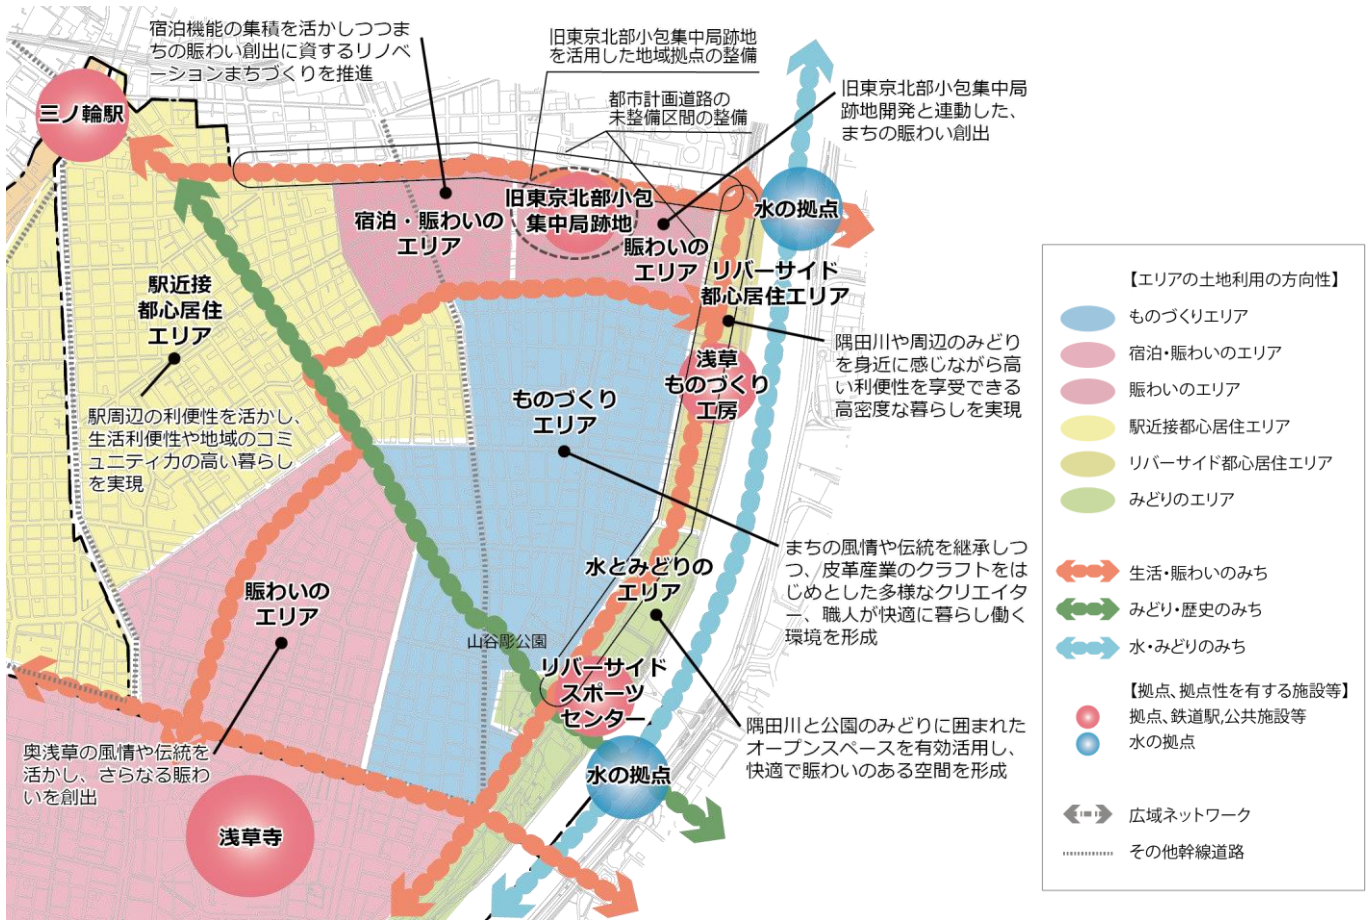 宿泊機能の集積を活かしつつま
ちの賑わい創出に資するリノベ
ーションまちづくりを推進
旧東京北部小包集中局跡地
を活用した地域拠点の整備
都市計画道路の
未整備区間の整備
旧東京北部小包集中局
跡地開発と連動した、
まちの賑わい創出
三ノ輪駅
宿泊・賑わいの
エリア
旧東京北部小包
集中局跡地
賑わいの
エリア
水の拠点
リバーサイド
都心居住エリア
駅近接
都心居住
エリア
隅田川や周辺のみどり
を身近に感じながら高
い利便性を享受できる
高密度な暮らしを実現
浅草
ものづくり
工房
ものづくり
エリア
駅周辺の利便性を活かし、
生活利便性や地域のコミ
ュニティ力の高い暮らし
を実現
まちの風情や伝統を継承しつ
つ、皮革産業のクラフトをは
じめとした多様なクリエイタ
ー、職人が快適に暮らし働く
環境を形成
水とみどりの
エリア
賑わいの
エリア
山谷彫公園
リバーサイド
スポーツ
センター
隅田川と公園のみどりに囲まれた
オープンスペースを有効活用し、
快適で賑わいのある空間を形成
水の拠点
奥浅草の風情や伝統を
活かし、さらなる賑わ
いを創出
浅草寺
【エリアの土地利用の方向性】
ものづくりエリア
宿泊・賑わいのエリア
賑わいのエリア
駅近接都心居住エリア
リバーサイド都心居住エリア
みどりのエリア
生活・賑わいのみち
みどり・歴史のみち
水・みどりのみち
【拠点、拠点性を有する施設等】
拠点、鉄道駅,公共施設等
水の拠点
広域ネットワーク
その他幹線道路